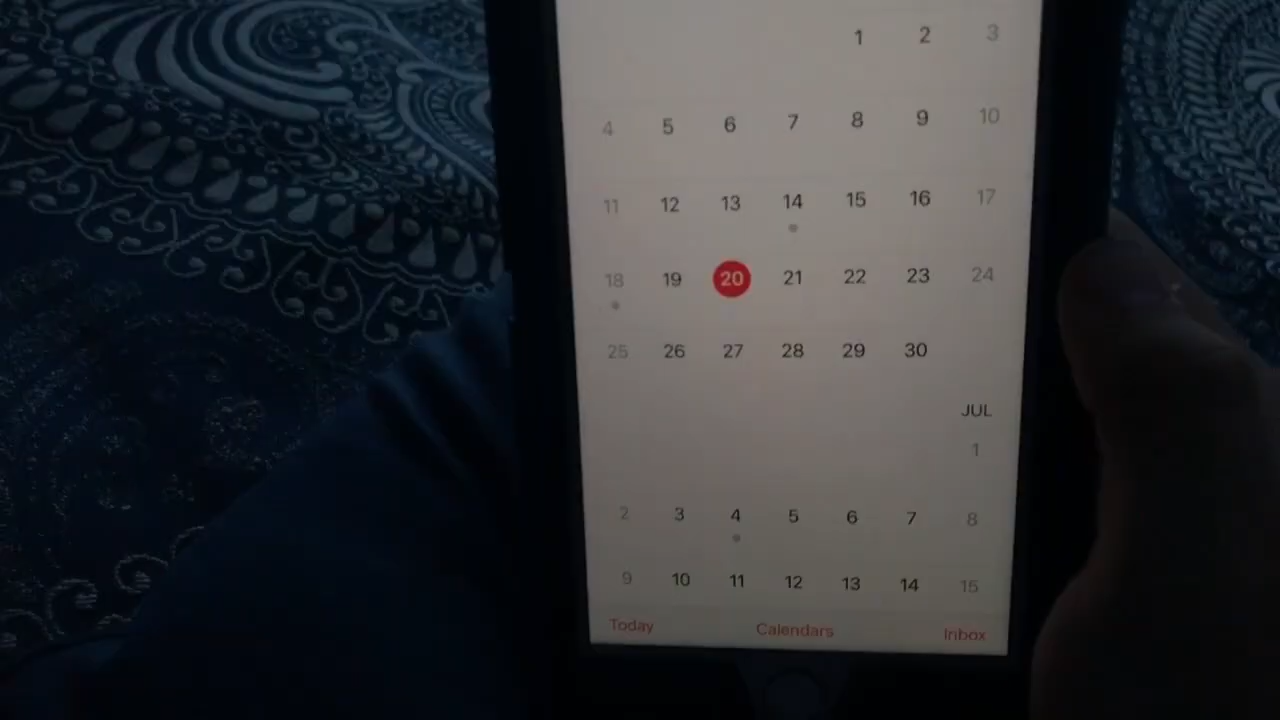 1 2 3
4 5 6 7 8 9 10
11 12 13 14 15 16 17
18 19 20 21 22 23 24
25 26 27 28 29 30
JUL
1
2 3 4 5 6 7 8
9 10 11 12 13 14 15
Today Calendars Inbox